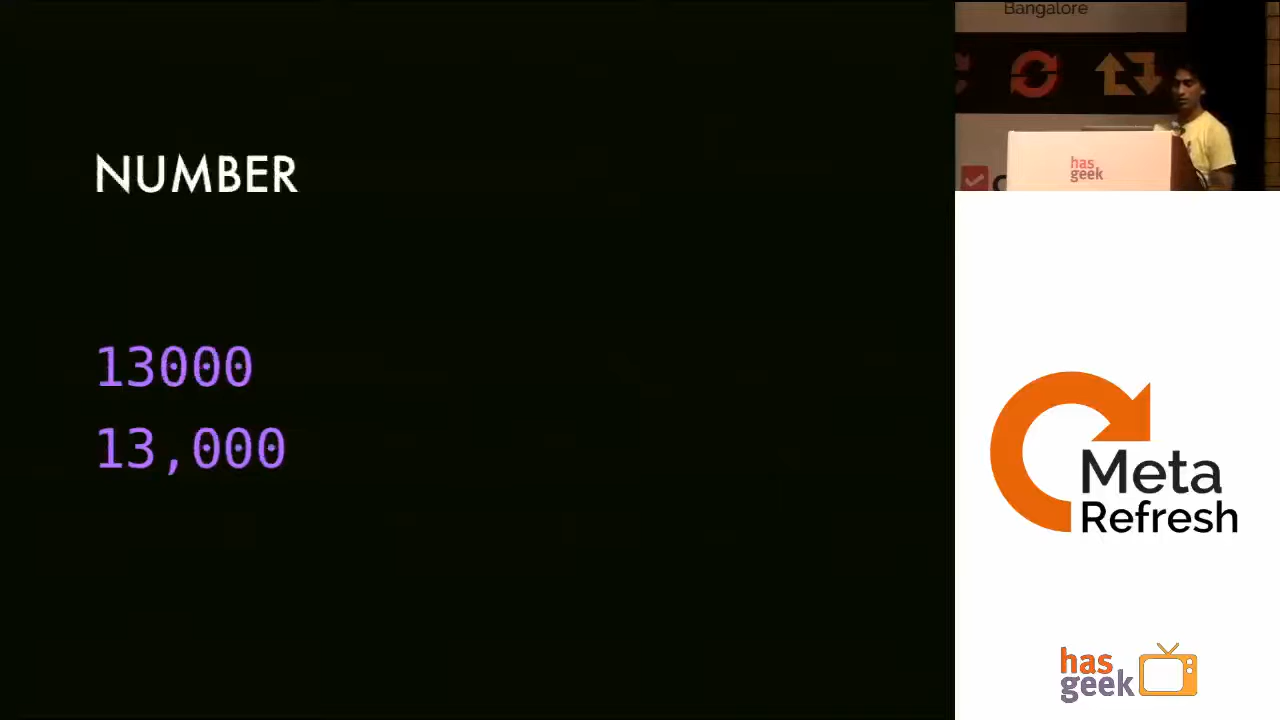 NUMBER
13000
13,000
Bangalore
has
geek
Meta
Refresh
has
geek